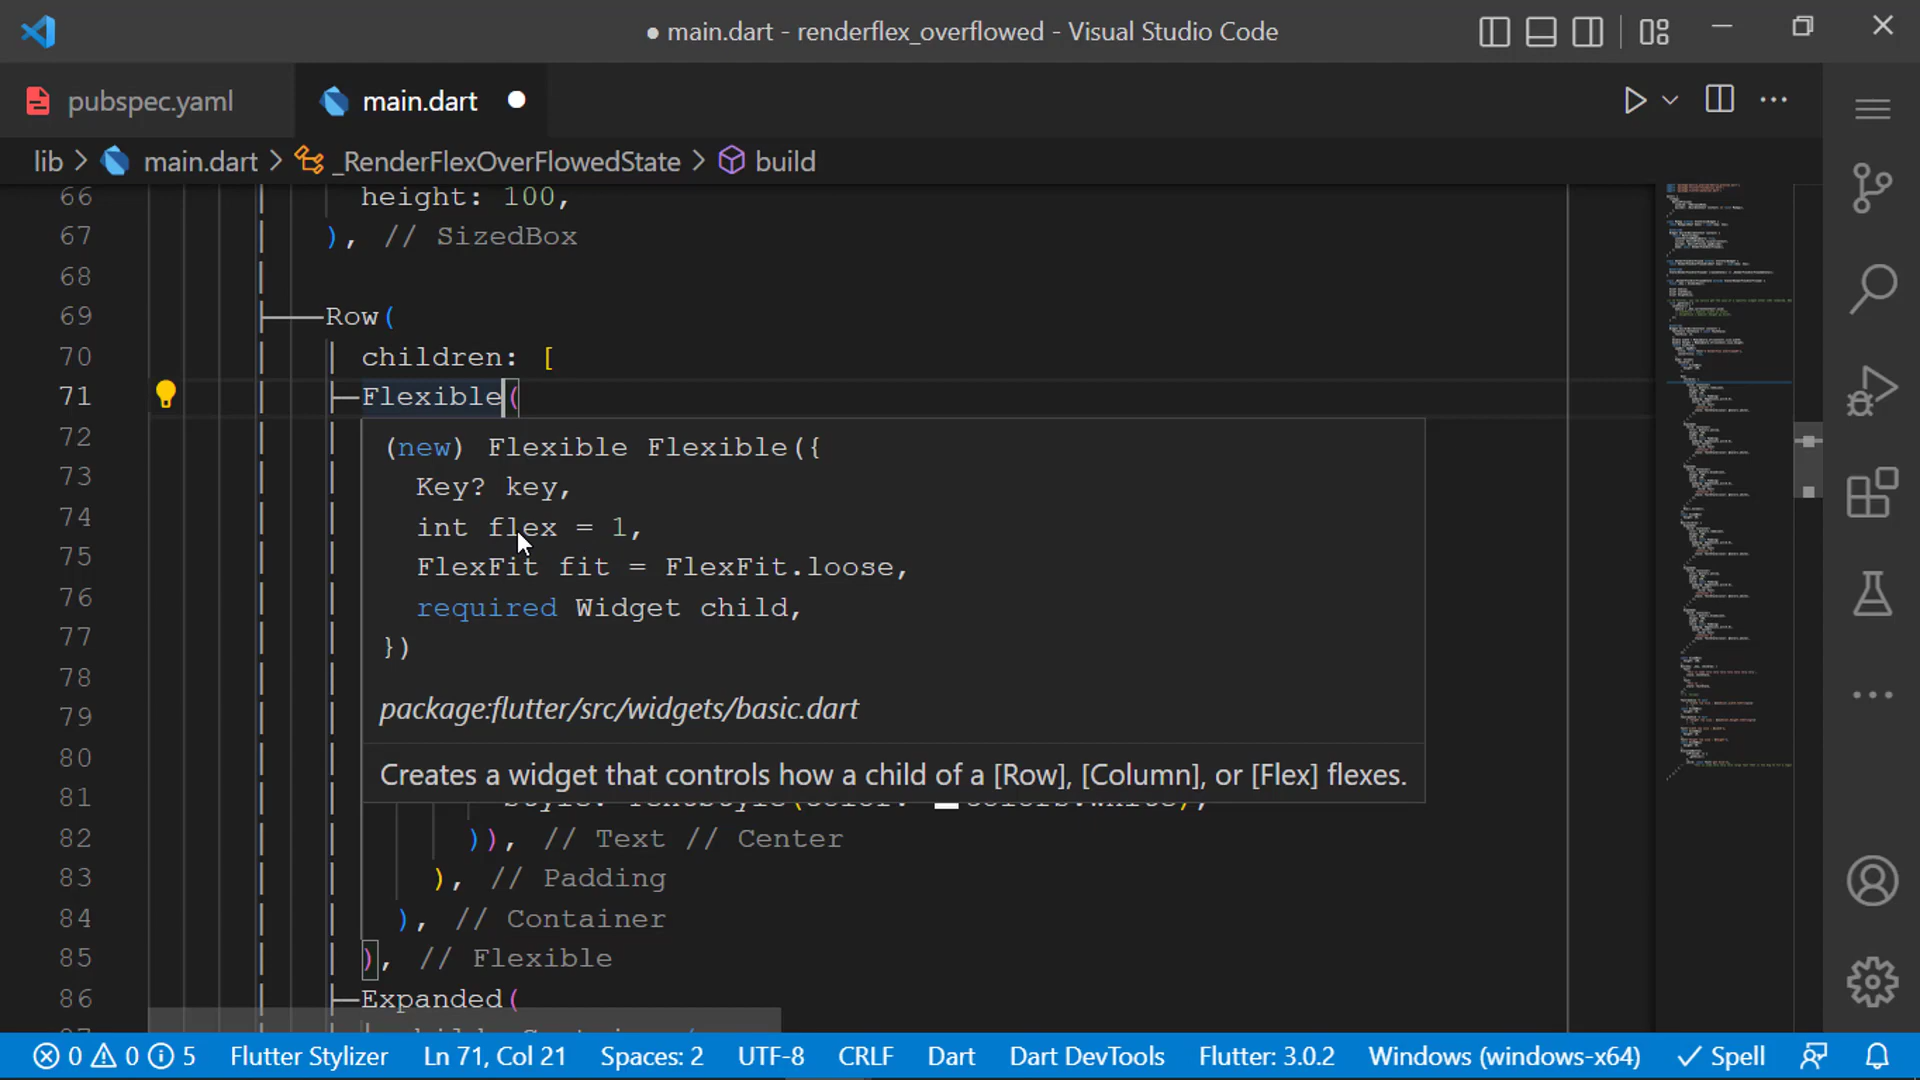 ● main.dart - renderflex_overflowed - Visual Studio Code
pubspec.yaml
main.dart ●
lib > main.dart > _RenderFlexOverFlowedState > build
66 height: 100,
67 ), // SizedBox
68
69 Row(
70 children: [
71 Flexible(
72
73
74
75
76
77
78
79
80
81
82 )), // Text // Center
83 ), // Padding
84 ), // Container
85 ), // Flexible
86 Expanded(
(new) Flexible Flexible({
Key? key,
int flex = 1,
FlexFit fit = FlexFit.loose,
required Widget child,
})
package:flutter/src/widgets/basic.dart
Creates a widget that controls how a child of a [Row], [Column], or [Flex] flexes.
0 0 5 Flutter Stylizer Ln 71, Col 21 Spaces: 2 UTF-8 CRLF Dart Dart DevTools Flutter: 3.0.2 Windows (windows-x64) Spell